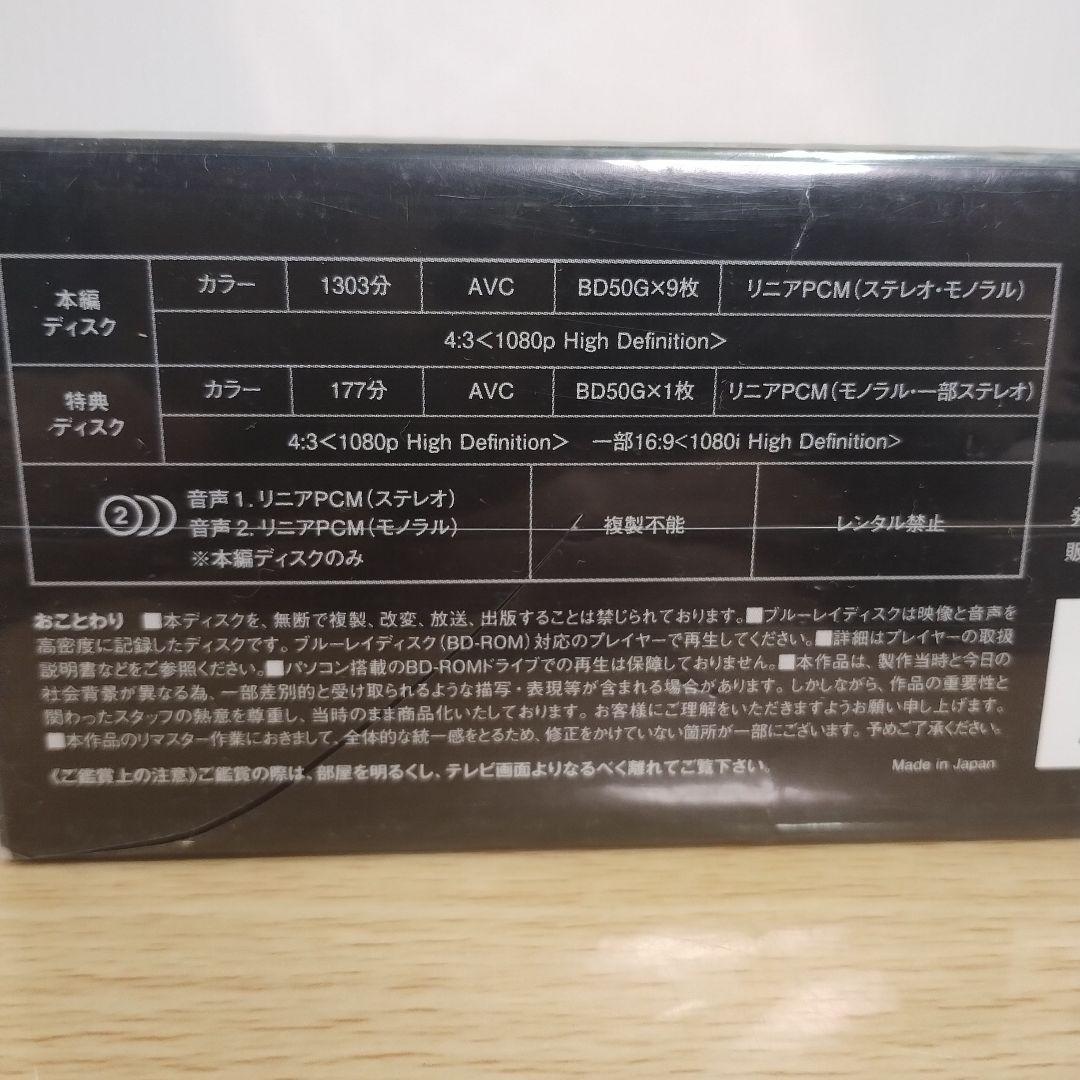 本編
ディスク
カラー 1303分 AVC BD50G×9枚 リニアPCM(ステレオ・モノラル)
4:3<1080p High Definition>
特典
ディスク
カラー 177分 AVC BD50G×1枚 リニアPCM(モノラル・一部ステレオ)
4:3<1080p High Definition> 一部16:9<1080i High Definition>
② 音声1.リニアPCM(ステレオ)
音声2.リニアPCM(モノラル)
※本編ディスクのみ
複製不能
レンタル禁止
販
おことわり ■本ディスクを、無断で複製、改変、放送、出版することは禁じられております。■ブルーレイディスクは映像と音声を
高密度に記録したディスクです。ブルーレイディスク(BD-ROM)対応のプレイヤーで再生してください。■詳細はプレイヤーの取扱
説明書などをご参照ください。■パソコン搭載のBD-ROMドライブでの再生は保障しておりません。■本作品は、製作当時と今日の
社会背景が異なる為、一部差別的と受け取られるような描写・表現等が含まれる場合があります。しかしながら、作品の重要性と
関わったスタッフの熱意を尊重し、当時のまま商品化いたしております。お客様にご理解をいただきますようお願い申し上げます。
■本作品のリマスター作業におきまして、全体的な統一感をとるため、修正をかけていない箇所が一部にございます。予めご了承ください。
《ご鑑賞上の注意》ご鑑賞の際は、部屋を明るくし、テレビ画面よりなるべく離れてご覧下さい。
Made in Japan